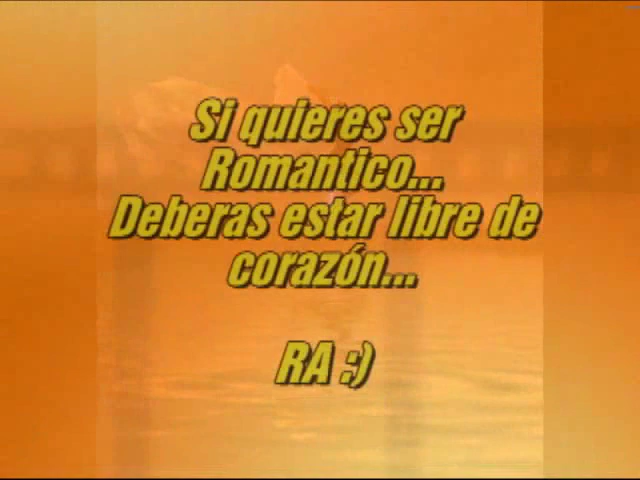 Si quieres ser
Romantico...
Deberas estar libre de
corazón...
RA :)